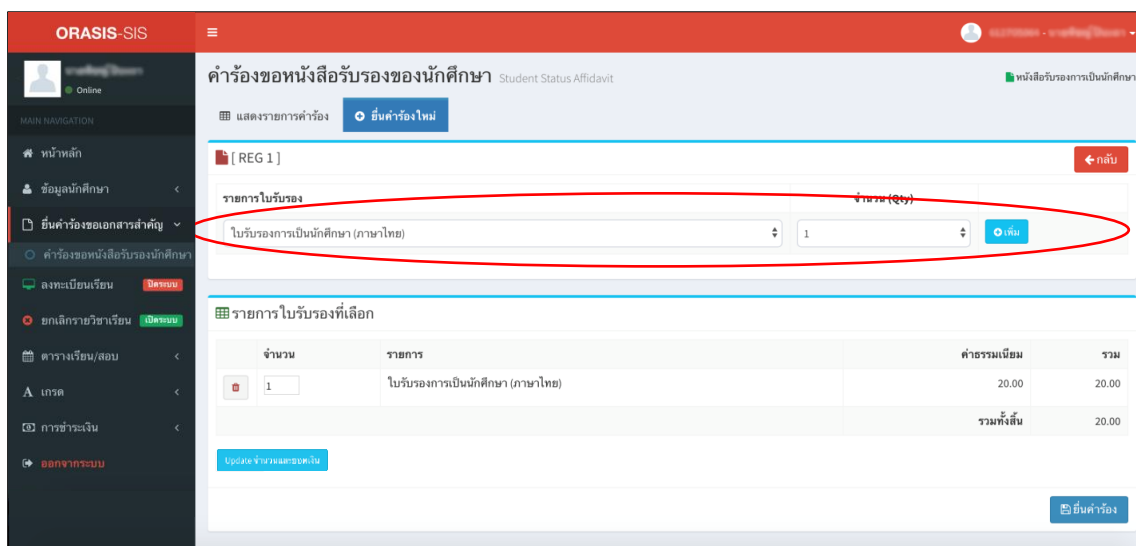 ORASIS-SIS
Online
MAIN NAVIGATION
หน้าหลัก
ข้อมูลนักศึกษา
ยื่นคำร้องขอเอกสารสำคัญ
คำร้องขอหนังสือรับรองนักศึกษา
ลงทะเบียนเรียน ปิดระบบ
ยกเลิกรายวิชาเรียน เปิดระบบ
ตารางเรียน/สอบ
A เกรด
การชำระเงิน
ออกจากระบบ
คำร้องขอหนังสือรับรองของนักศึกษา Student Status Affidavit
หนังสือรับรองการเป็นนักศึกษา
แสดงรายการคำร้อง ยื่นคำร้องใหม่
[ REG 1 ] กลับ
รายการใบรับรอง จำนวน (Qty)
ใบรับรองการเป็นนักศึกษา (ภาษาไทย) 1 เพิ่ม
รายการใบรับรองที่เลือก
จำนวน รายการ ค่าธรรมเนียม รวม
1 ใบรับรองการเป็นนักศึกษา (ภาษาไทย) 20.00 20.00
รวมทั้งสิ้น 20.00
Update จำนวนและยอดเงิน
ยื่นคำร้อง